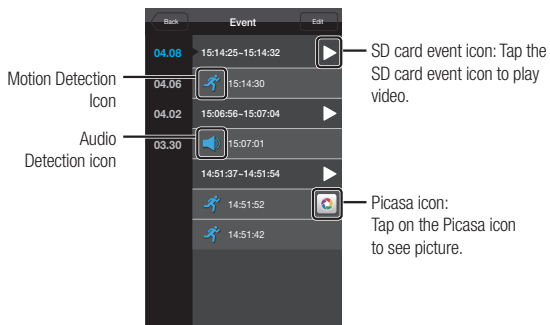 Back
Event
Edit
04.08
15:14:25~15:14:32
04.06
15:14:30
04.02
15:06:56~15:07:04
03.30
15:07:01
14:51:37~14:51:54
14:51:52
14:51:42
Motion Detection
Icon
Audio
Detection icon
SD card event icon: Tap the
SD card event icon to play
video.
Picasa icon:
Tap on the Picasa icon
to see picture.